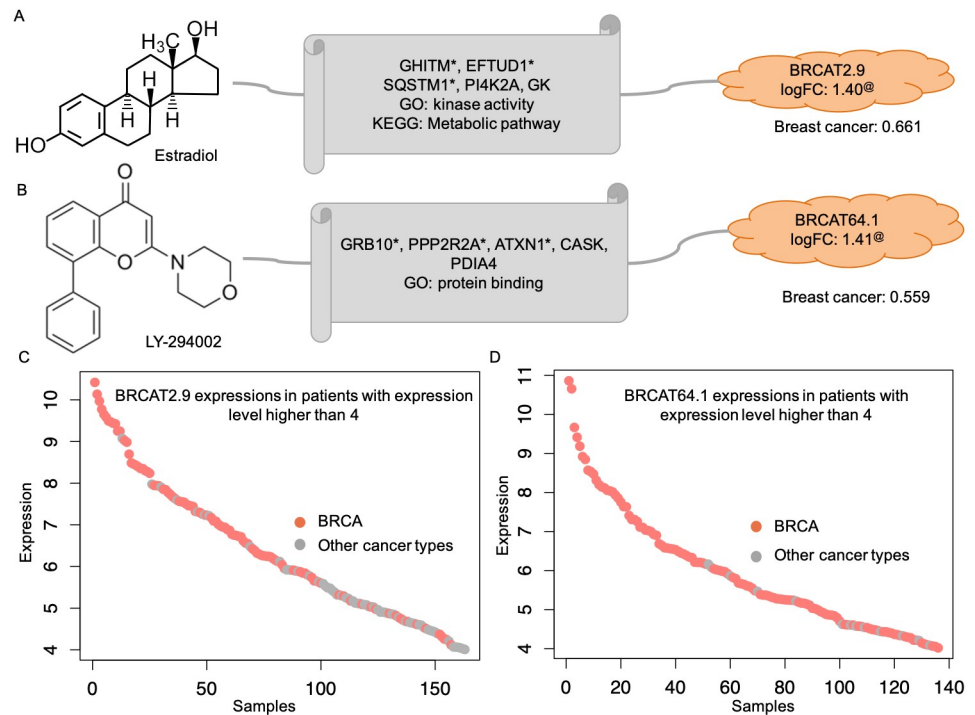 A
OH
H₃C
H
H
H
HO
Estradiol
GHITM*, EFTUD1*
SQSTM1*, PI4K2A, GK
GO: kinase activity
KEGG: Metabolic pathway
BRCAT2.9
logFC: 1.40@
Breast cancer: 0.661
B
O
O
N
O
LY-294002
GRB10*, PPP2R2A*, ATXN1*, CASK,
PDIA4
GO: protein binding
BRCAT64.1
logFC: 1.41@
Breast cancer: 0.559
C
BRCAT2.9 expressions in patients with expression
level higher than 4
Expression
10
9
8
7
6
5
4
BRCA
Other cancer types
0 50 100 150
Samples
D
BRCAT64.1 expressions in patients with
expression level higher than 4
Expression
11
10
9
8
7
6
5
4
BRCA
Other cancer types
0 20 40 60 80 100 120 140
Samples